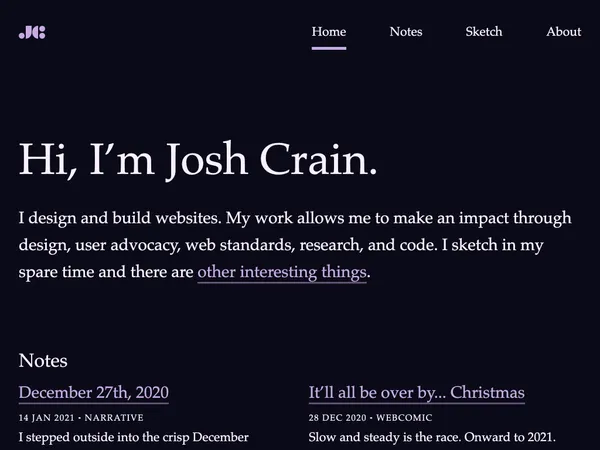 JC
Home Notes Sketch About
Hi, I’m Josh Crain.
I design and build websites. My work allows me to make an impact through
design, user advocacy, web standards, research, and code. I sketch in my
spare time and there are other interesting things.
Notes
December 27th, 2020
14 JAN 2021 • NARRATIVE
I stepped outside into the crisp December
It’ll all be over by... Christmas
28 DEC 2020 • WEBCOMIC
Slow and steady is the race. Onward to 2021.